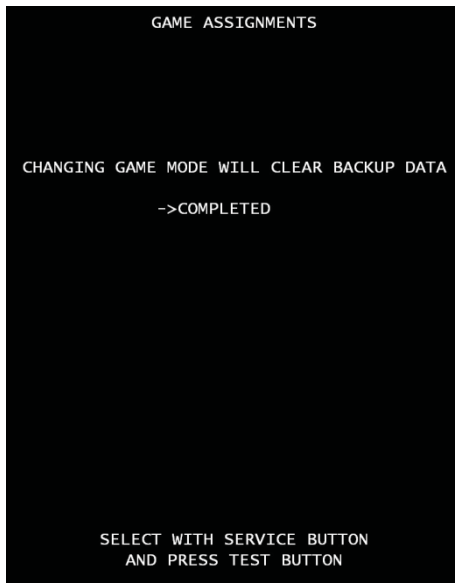 GAME ASSIGNMENTS
CHANGING GAME MODE WILL CLEAR BACKUP DATA
->COMPLETED
SELECT WITH SERVICE BUTTON
AND PRESS TEST BUTTON